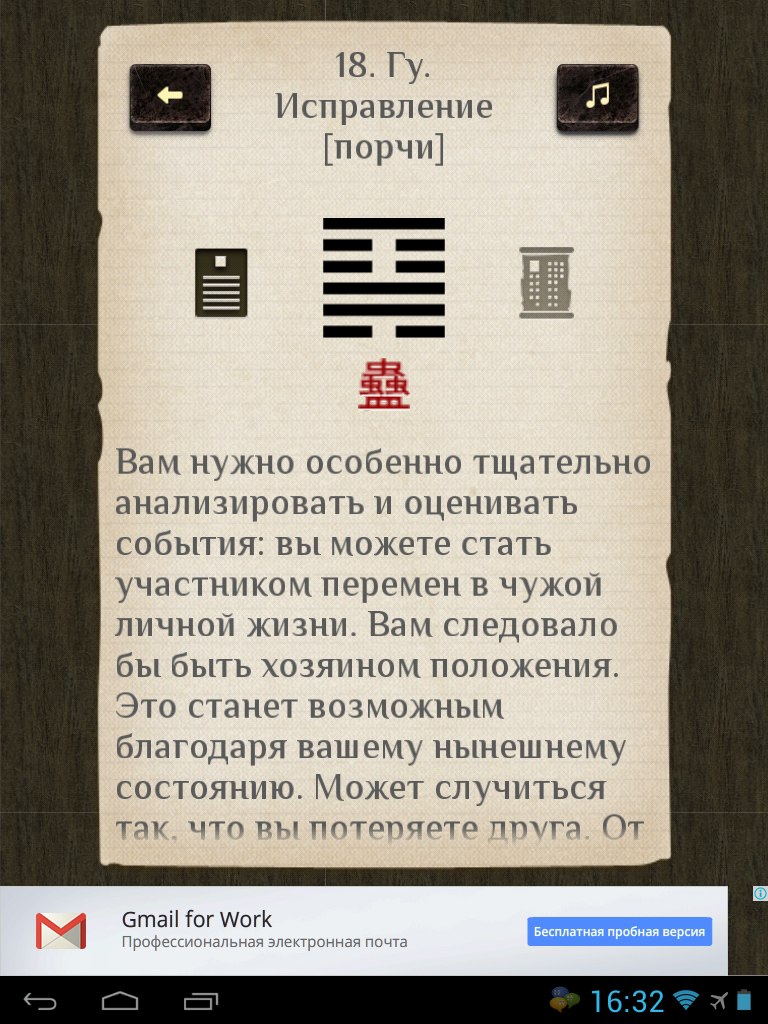 18. Гу.
Исправление
[порчи]
蠱
Вам нужно особенно тщательно
анализировать и оценивать
события: вы можете стать
участником перемен в чужой
личной жизни. Вам следовало
бы быть хозяином положения.
Это станет возможным
благодаря вашему нынешнему
состоянию. Может случиться
так, что вы потеряете друга. От
Gmail for Work
Профессиональная электронная почта
Бесплатная пробная версия
16:32